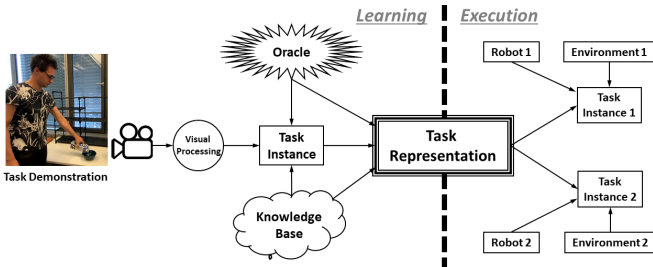 Learning
Execution
Oracle
Robot 1
Environment 1
Task
Instance 1
Visual
Processing
Task
Instance
Task
Representation
Task Demonstration
Knowledge
Base
Task
Instance 2
Robot 2
Environment 2